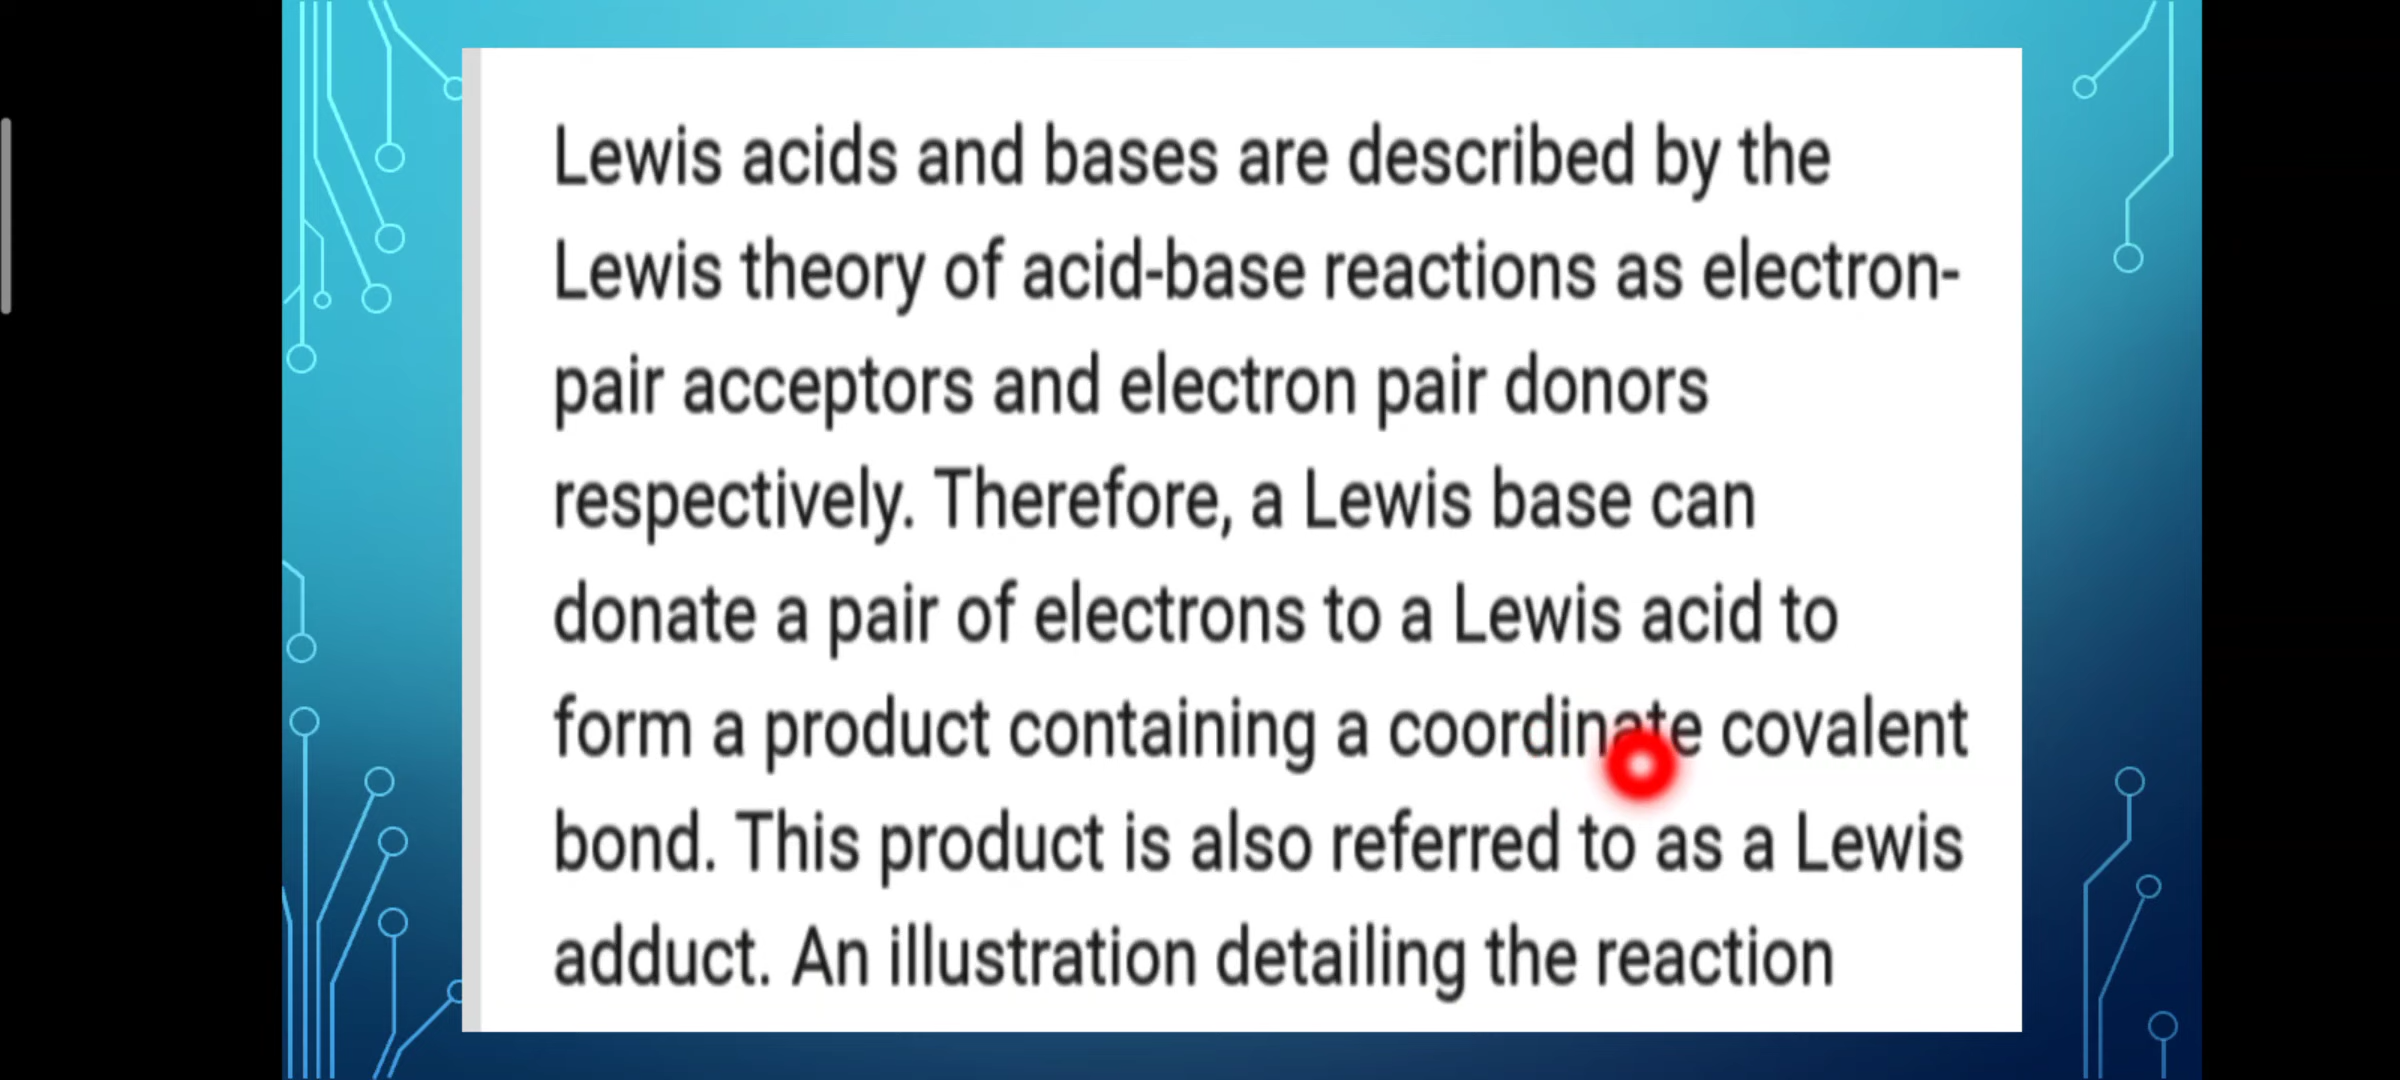 Lewis acids and bases are described by the
Lewis theory of acid-base reactions as electron-
pair acceptors and electron pair donors
respectively. Therefore, a Lewis base can
donate a pair of electrons to a Lewis acid to
form a product containing a coordinate covalent
bond. This product is also referred to as a Lewis
adduct. An illustration detailing the reaction